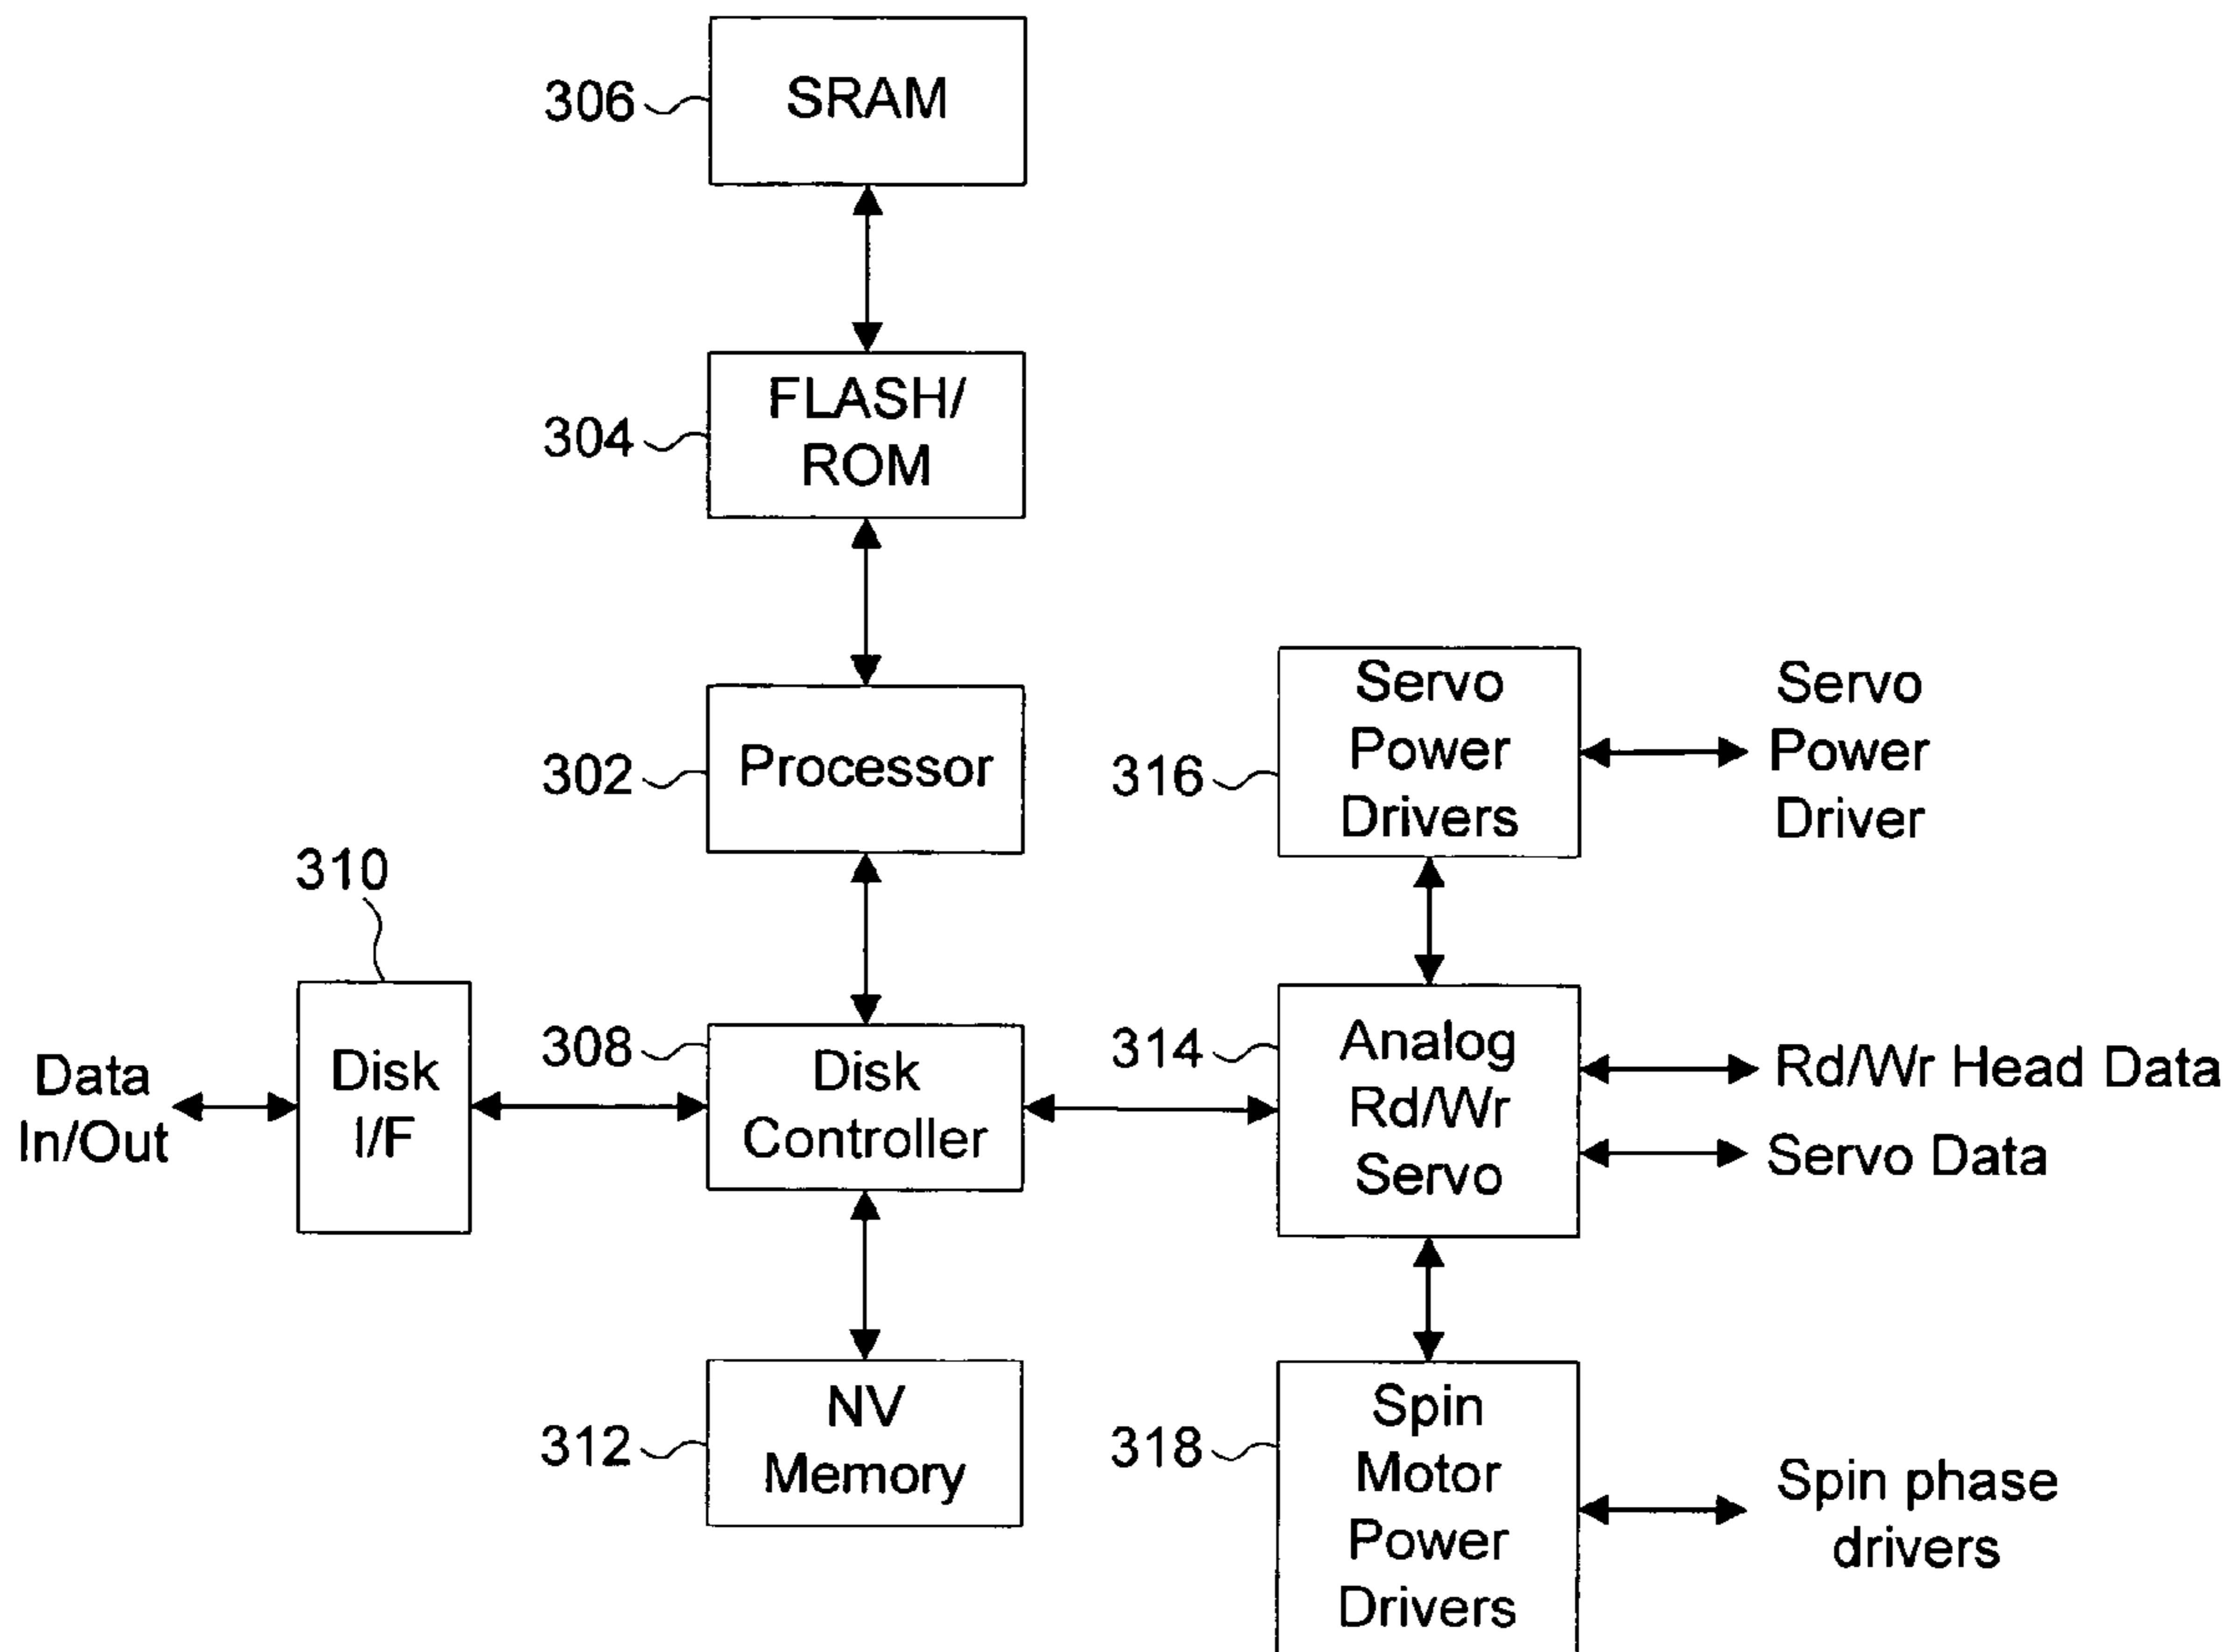 306
SRAM
304
FLASH/
ROM
302
Processor
316
Servo
Power
Drivers
Servo
Power
Driver
310
Data
In/Out
Disk
I/F
308
Disk
Controller
314
Analog
Rd/Wr
Servo
Rd/Wr Head Data
Servo Data
312
NV
Memory
318
Spin
Motor
Power
Drivers
Spin phase
drivers